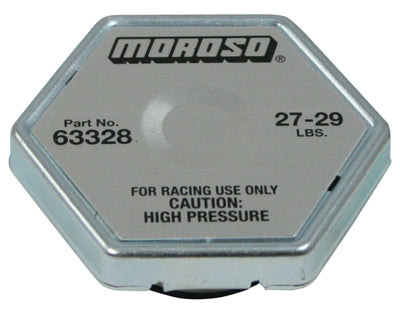 MOROSO®
Part No.
63328
27-29
LBS.
FOR RACING USE ONLY
CAUTION:
HIGH PRESSURE